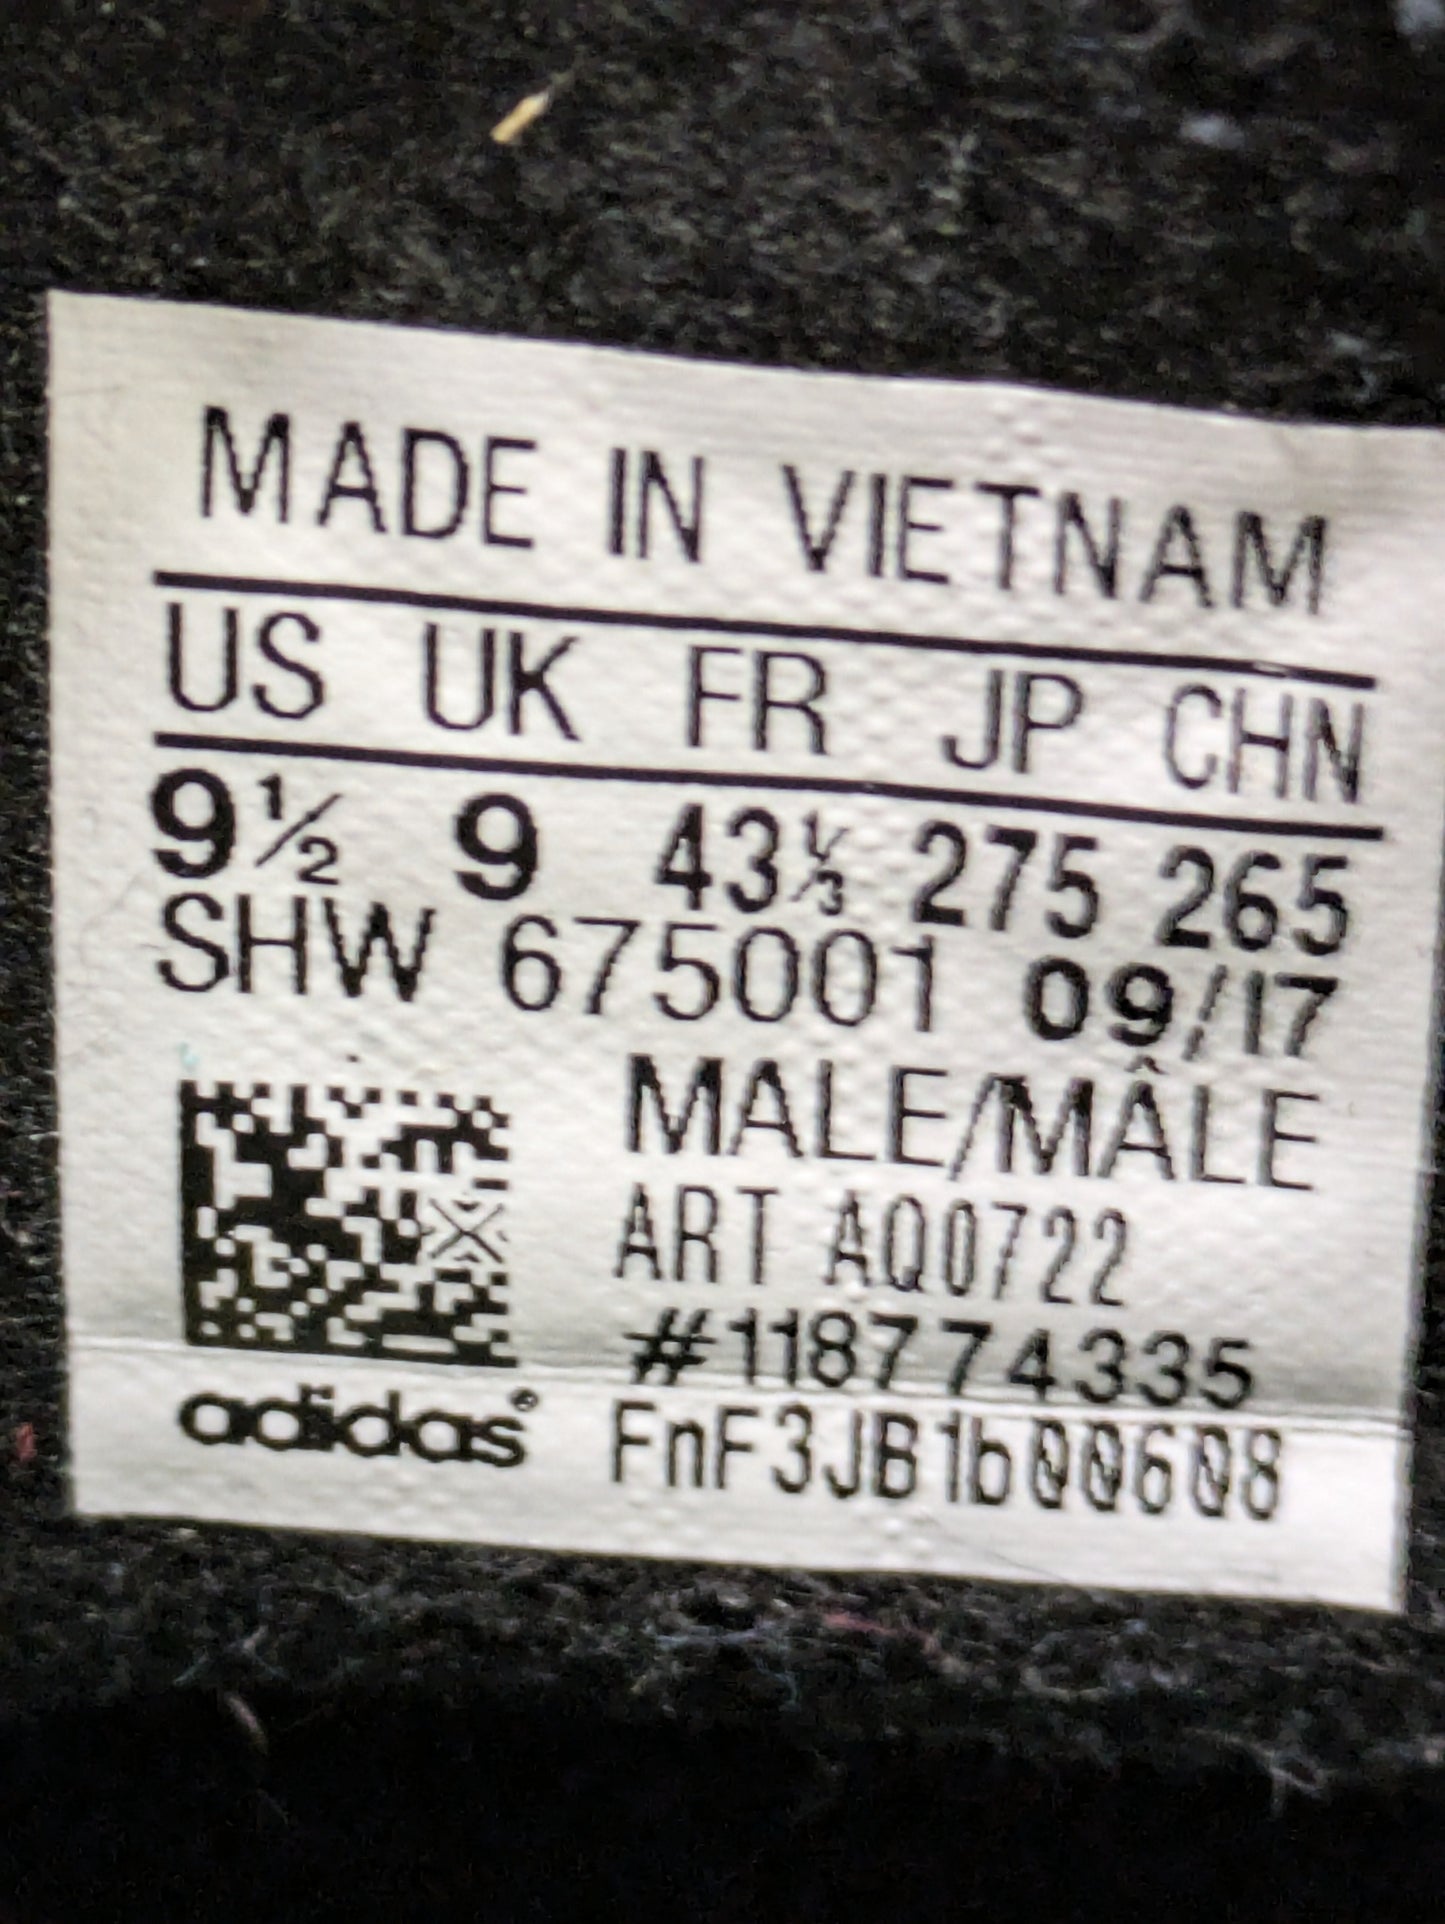 MADE IN VIETNAM
US UK FR JP CHN
9½ 9 43⅓ 275 265
SHW 675001 09/17
MALE/MÂLE
ART AQ0722
#118774335
adidas® FnF3JB1b00608